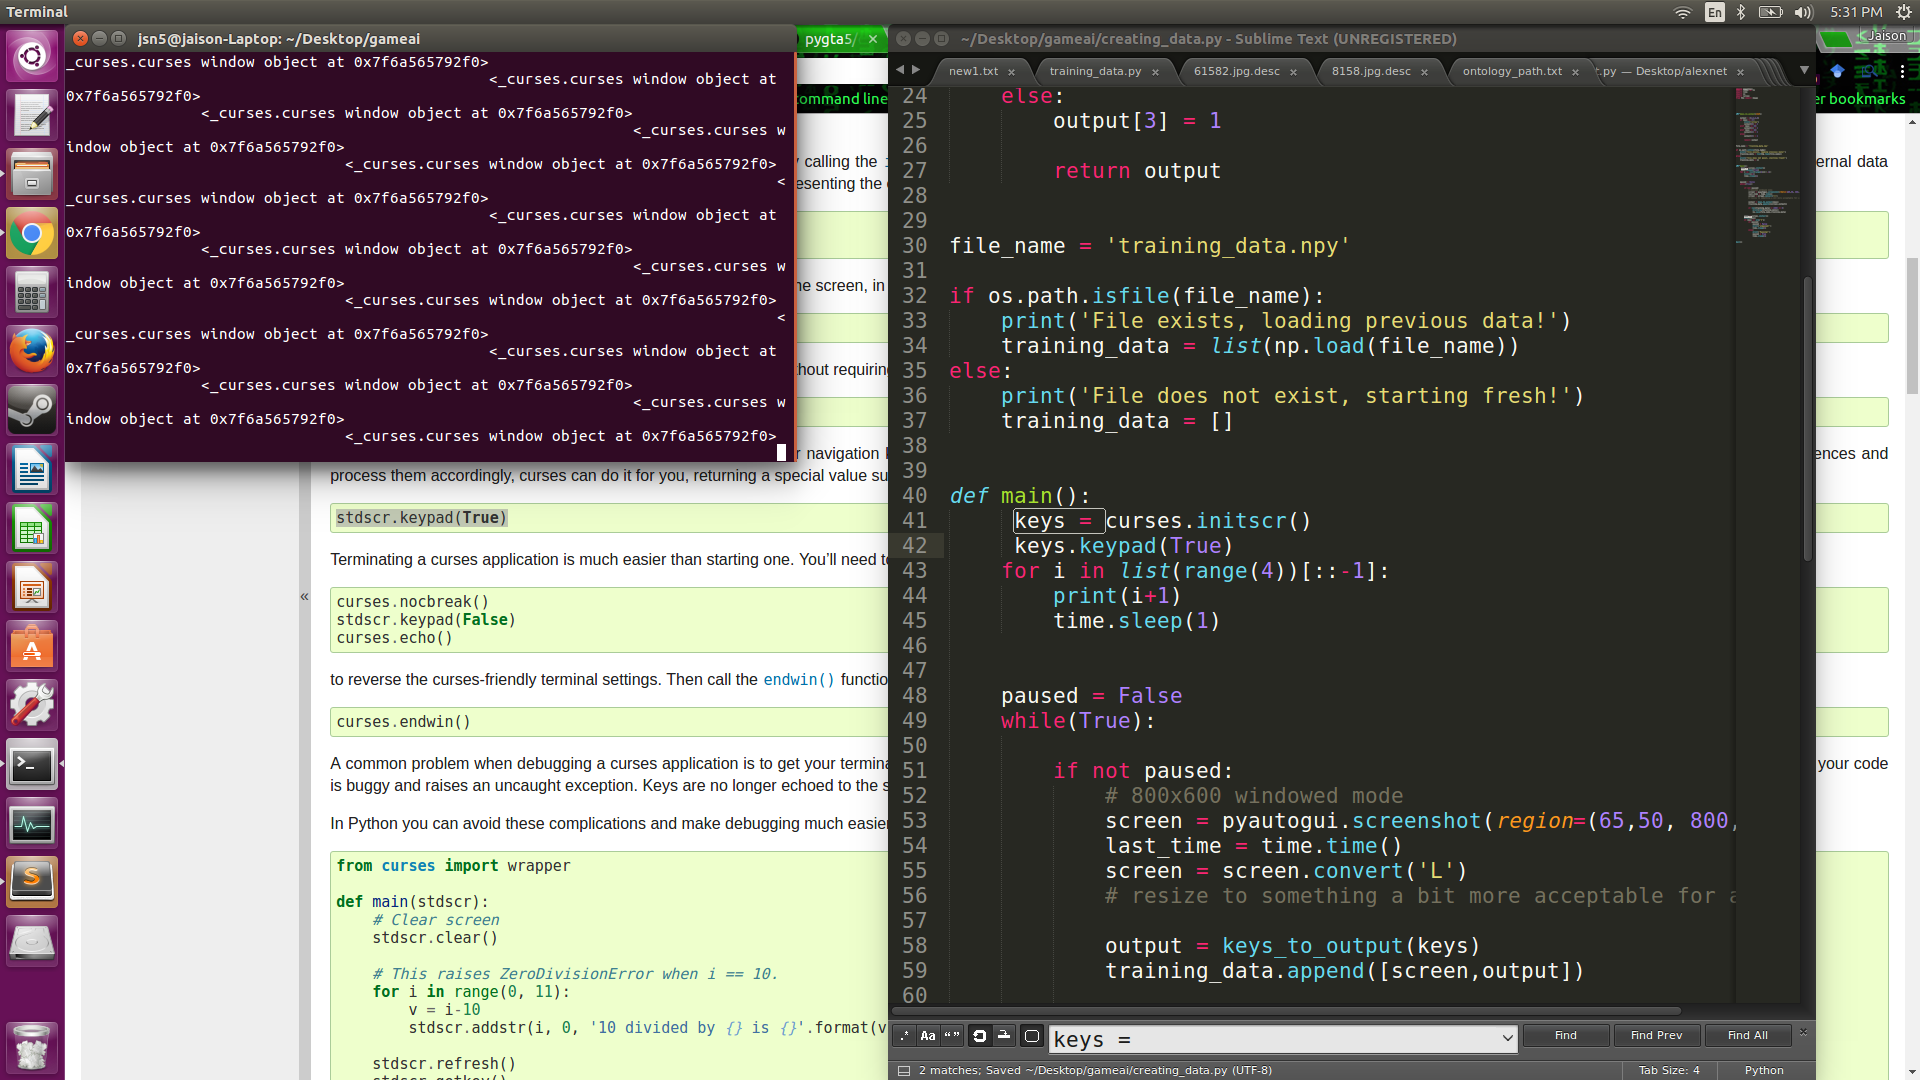 Terminal
En
5:31 PM
jsn5@jaison-Laptop: ~/Desktop/gameai
_curses.curses window object at 0x7f6a565792f0>
<_curses.curses window object at
0x7f6a565792f0>
<_curses.curses window object at 0x7f6a565792f0>
<_curses.curses w
indow object at 0x7f6a565792f0>
<_curses.curses window object at 0x7f6a565792f0>
<
_curses.curses window object at 0x7f6a565792f0>
<_curses.curses window object at
0x7f6a565792f0>
<_curses.curses window object at 0x7f6a565792f0>
<_curses.curses w
indow object at 0x7f6a565792f0>
<_curses.curses window object at 0x7f6a565792f0>
<
_curses.curses window object at 0x7f6a565792f0>
<_curses.curses window object at
0x7f6a565792f0>
<_curses.curses window object at 0x7f6a565792f0>
<_curses.curses w
indow object at 0x7f6a565792f0>
<_curses.curses window object at 0x7f6a565792f0>
pygta5/
ommand line
calling the
esenting the
he screen, in
hout requiring
navigation
process them accordingly, curses can do it for you, returning a special value su
stdscr.keypad(True)
Terminating a curses application is much easier than starting one. You'll need to
«
curses.nocbreak()
stdscr.keypad(False)
curses.echo()
to reverse the curses-friendly terminal settings. Then call the endwin() functio
curses.endwin()
A common problem when debugging a curses application is to get your termina
is buggy and raises an uncaught exception. Keys are no longer echoed to the s
In Python you can avoid these complications and make debugging much easier
from curses import wrapper
def main(stdscr):
# Clear screen
stdscr.clear()
# This raises ZeroDivisionError when i == 10.
for i in range(0, 11):
v = i-10
stdscr.addstr(i, 0, '10 divided by {} is {}'.format(v
stdscr.refresh()
stdscr.getkey()
~/Desktop/gameai/creating_data.py - Sublime Text (UNREGISTERED)
new1.txt
training_data.py
61582.jpg.desc
8158.jpg.desc
ontology_path.txt
t.py — Desktop/alexnet
24 else:
25 output[3] = 1
26
27 return output
28
29
30 file_name = 'training_data.npy'
31
32 if os.path.isfile(file_name):
33 print('File exists, loading previous data!')
34 training_data = list(np.load(file_name))
35 else:
36 print('File does not exist, starting fresh!')
37 training_data = []
38
39
40 def main():
41 keys = curses.initscr()
42 keys.keypad(True)
43 for i in list(range(4))[::-1]:
44 print(i+1)
45 time.sleep(1)
46
47
48 paused = False
49 while(True):
50
51 if not paused:
52 # 800x600 windowed mode
53 screen = pyautogui.screenshot(region=(65,50, 800,
54 last_time = time.time()
55 screen = screen.convert('L')
56 # resize to something a bit more acceptable for a
57
58 output = keys_to_output(keys)
59 training_data.append([screen,output])
60
.* Aa “”
keys =
Find
Find Prev
Find All
2 matches; Saved ~/Desktop/gameai/creating_data.py (UTF-8)
Tab Size: 4
Python
Jaison
er bookmarks
ernal data
ences and
your code